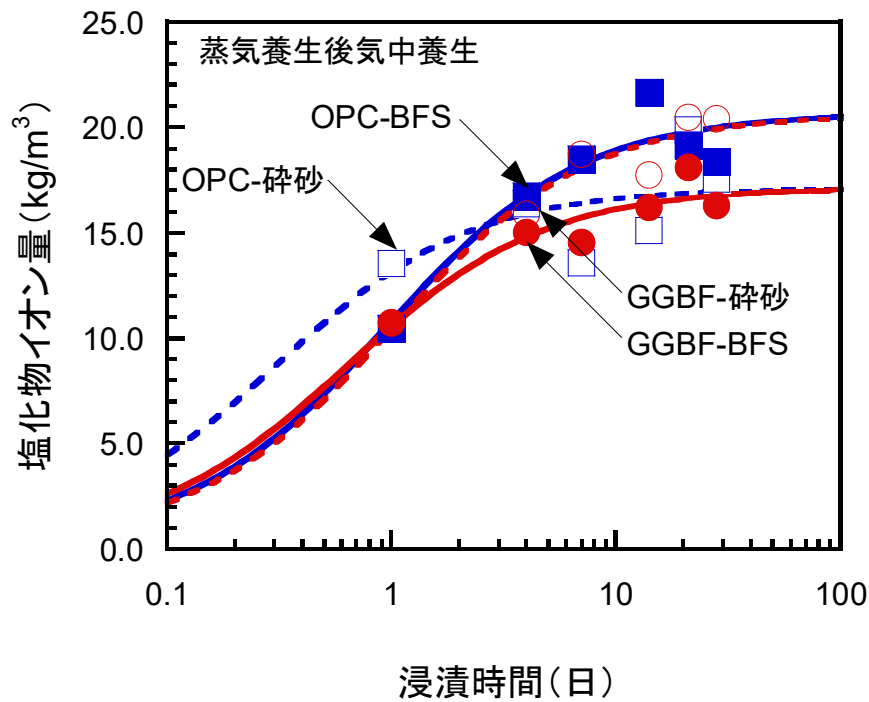 25.0
蒸気養生後気中養生
OPC-BFS
20.0
OPC-砕砂
15.0
GGBF-砕砂
GGBF-BFS
10.0
5.0
0.0
塩化物イオン量(kg/m³)
0.1 1 10 100
浸漬時間(日)